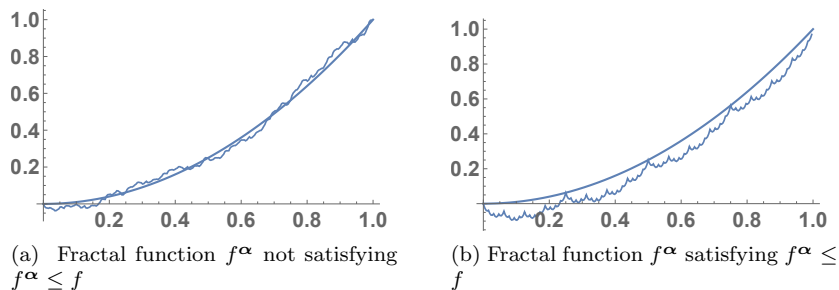 1.0
0.8
0.6
0.4
0.2
0.2 0.4 0.6 0.8 1.0
(a) Fractal function f^α not satisfying
f^α ≤ f
1.0
0.8
0.6
0.4
0.2
0.2 0.4 0.6 0.8 1.0
(b) Fractal function f^α satisfying f^α ≤
f